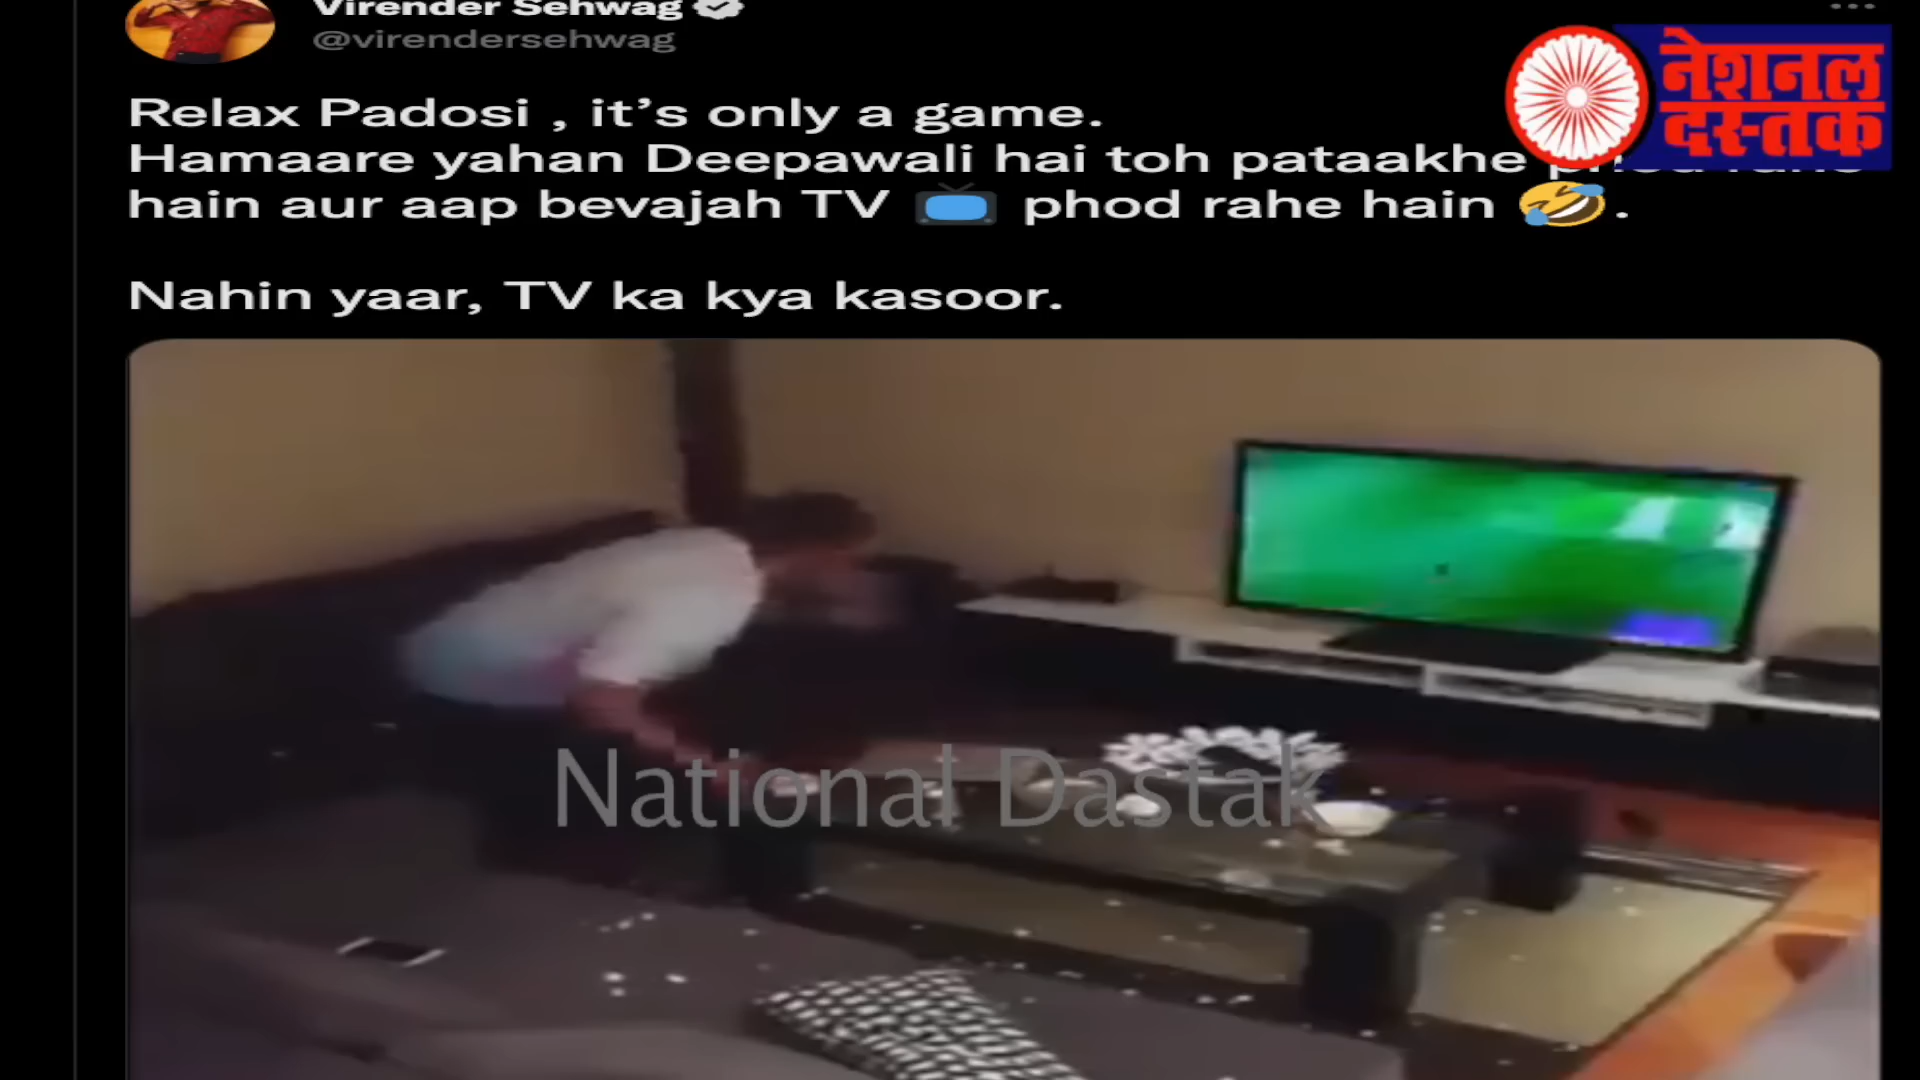 Virender Sehwag
@virendersehwag
नेशनल
दस्तक
Relax Padosi , it’s only a game.
Hamaare yahan Deepawali hai toh pataakhe
hain aur aap bevajah TV 📺 phod rahe hain 🤣.
Nahin yaar, TV ka kya kasoor.
National Dastak